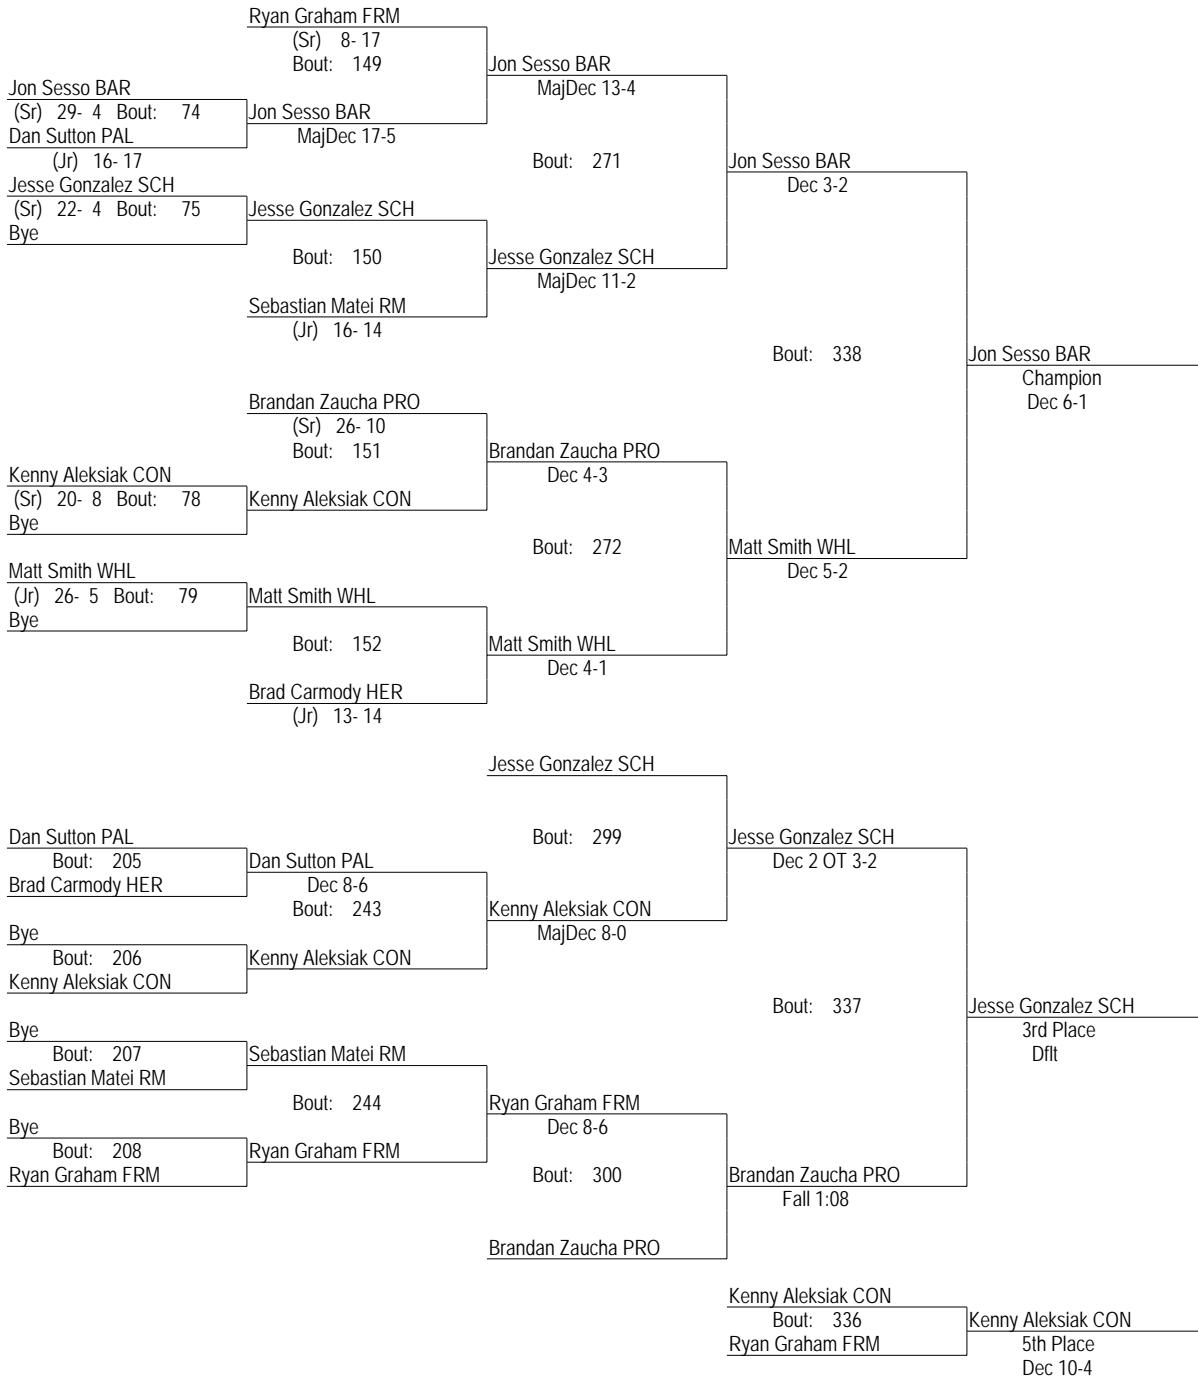 Ryan Graham FRM
(Sr) 8- 17
Bout: 149
Jon Sesso BAR
Jon Sesso BAR
MajDec 13-4
(Sr) 29- 4 Bout: 74
Jon Sesso BAR
Dan Sutton PAL
MajDec 17-5
(Jr) 16- 17
Bout: 271
Jon Sesso BAR
Jesse Gonzalez SCH
Dec 3-2
(Sr) 22- 4 Bout: 75
Jesse Gonzalez SCH
Bye
Bout: 150
Jesse Gonzalez SCH
MajDec 11-2
Sebastian Matei RM
(Jr) 16- 14
Bout: 338
Jon Sesso BAR
Champion
Dec 6-1
Brandan Zaucha PRO
(Sr) 26- 10
Bout: 151
Brandan Zaucha PRO
Kenny Aleksiak CON
Dec 4-3
(Sr) 20- 8 Bout: 78
Kenny Aleksiak CON
Bye
Bout: 272
Matt Smith WHL
Matt Smith WHL
Dec 5-2
(Jr) 26- 5 Bout: 79
Matt Smith WHL
Bye
Bout: 152
Matt Smith WHL
Dec 4-1
Brad Carmody HER
(Jr) 13- 14
Jesse Gonzalez SCH
Dan Sutton PAL
Bout: 299
Jesse Gonzalez SCH
Bout: 205
Dan Sutton PAL
Dec 2 OT 3-2
Brad Carmody HER
Dec 8-6
Bout: 243
Kenny Aleksiak CON
Bye
MajDec 8-0
Bout: 206
Kenny Aleksiak CON
Kenny Aleksiak CON
Bout: 337
Jesse Gonzalez SCH
Bye
3rd Place
Bout: 207
Sebastian Matei RM
Dflt
Sebastian Matei RM
Bout: 244
Ryan Graham FRM
Bye
Dec 8-6
Bout: 208
Ryan Graham FRM
Ryan Graham FRM
Bout: 300
Brandan Zaucha PRO
Fall 1:08
Brandan Zaucha PRO
Kenny Aleksiak CON
Bout: 336
Kenny Aleksiak CON
Ryan Graham FRM
5th Place
Dec 10-4